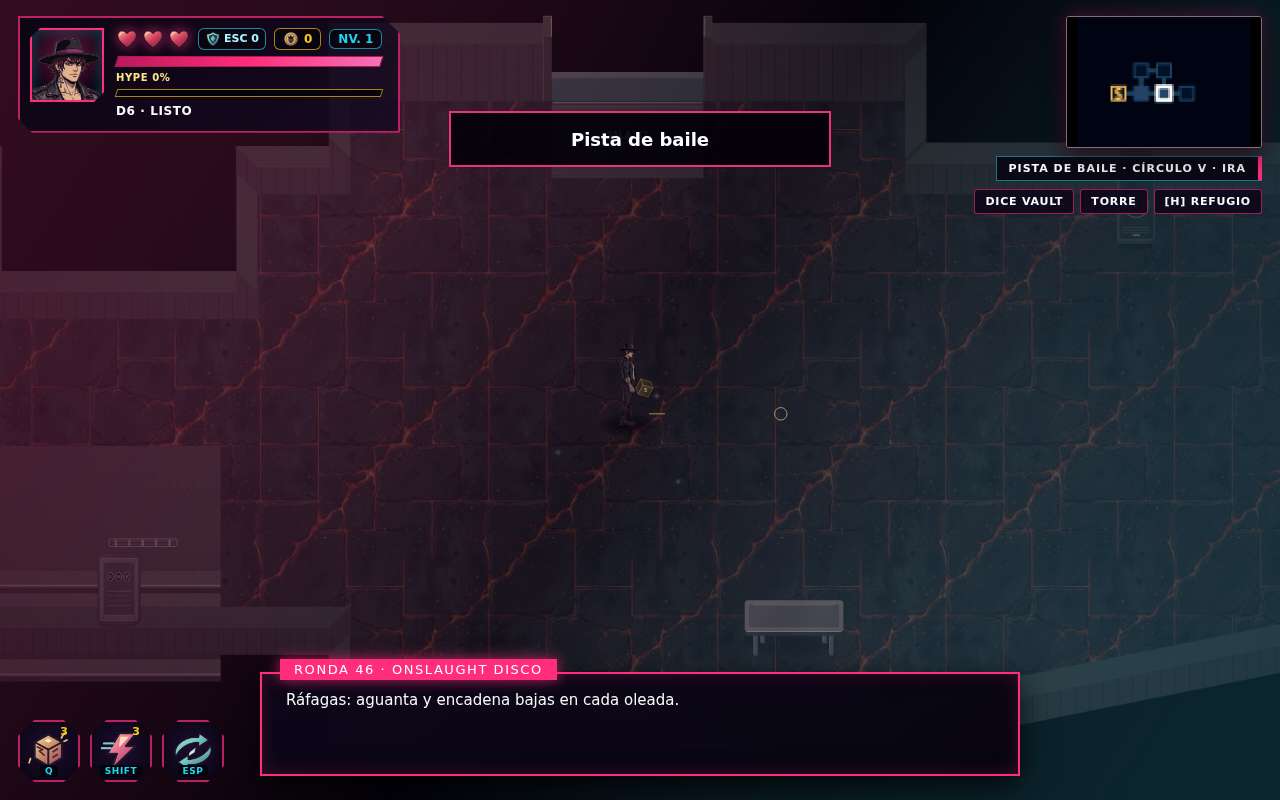 ESC 0
0
NV. 1
HYPE 0%
D6 · LISTO
Pista de baile
$
PISTA DE BAILE · CÍRCULO V · IRA
DICE VAULT
TORRE
[H] REFUGIO
RONDA 46 · ONSLAUGHT DISCO
Ráfagas: aguanta y encadena bajas en cada oleada.
3
Q
3
SHIFT
ESP